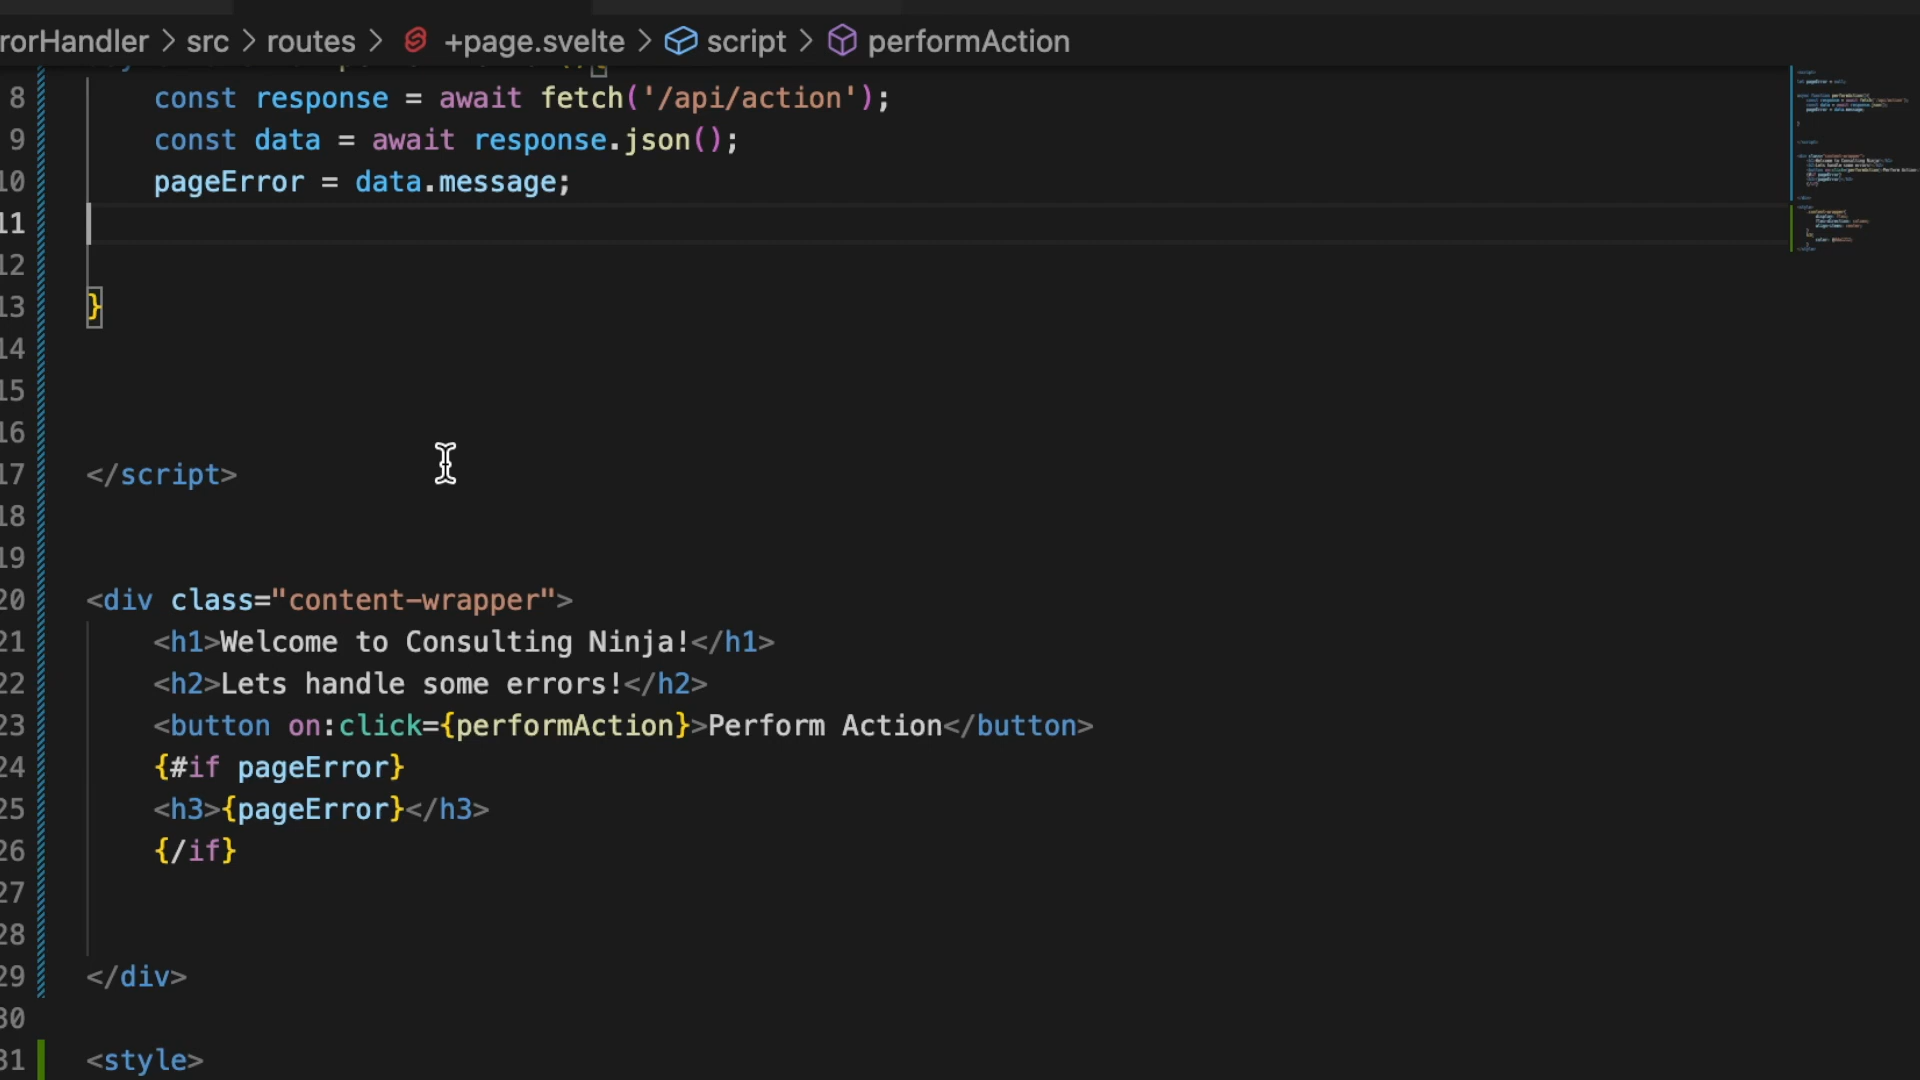 rorHandler > src > routes > +page.svelte > script > performAction
8 const response = await fetch('/api/action');
9 const data = await response.json();
10 pageError = data.message;
11
12
13 }
14
15
16
17 </script>
18
19
20 <div class="content-wrapper">
21 <h1>Welcome to Consulting Ninja!</h1>
22 <h2>Lets handle some errors!</h2>
23 <button on:click={performAction}>Perform Action</button>
24 {#if pageError}
25 <h3>{pageError}</h3>
26 {/if}
27
28
29 </div>
30
31 <style>